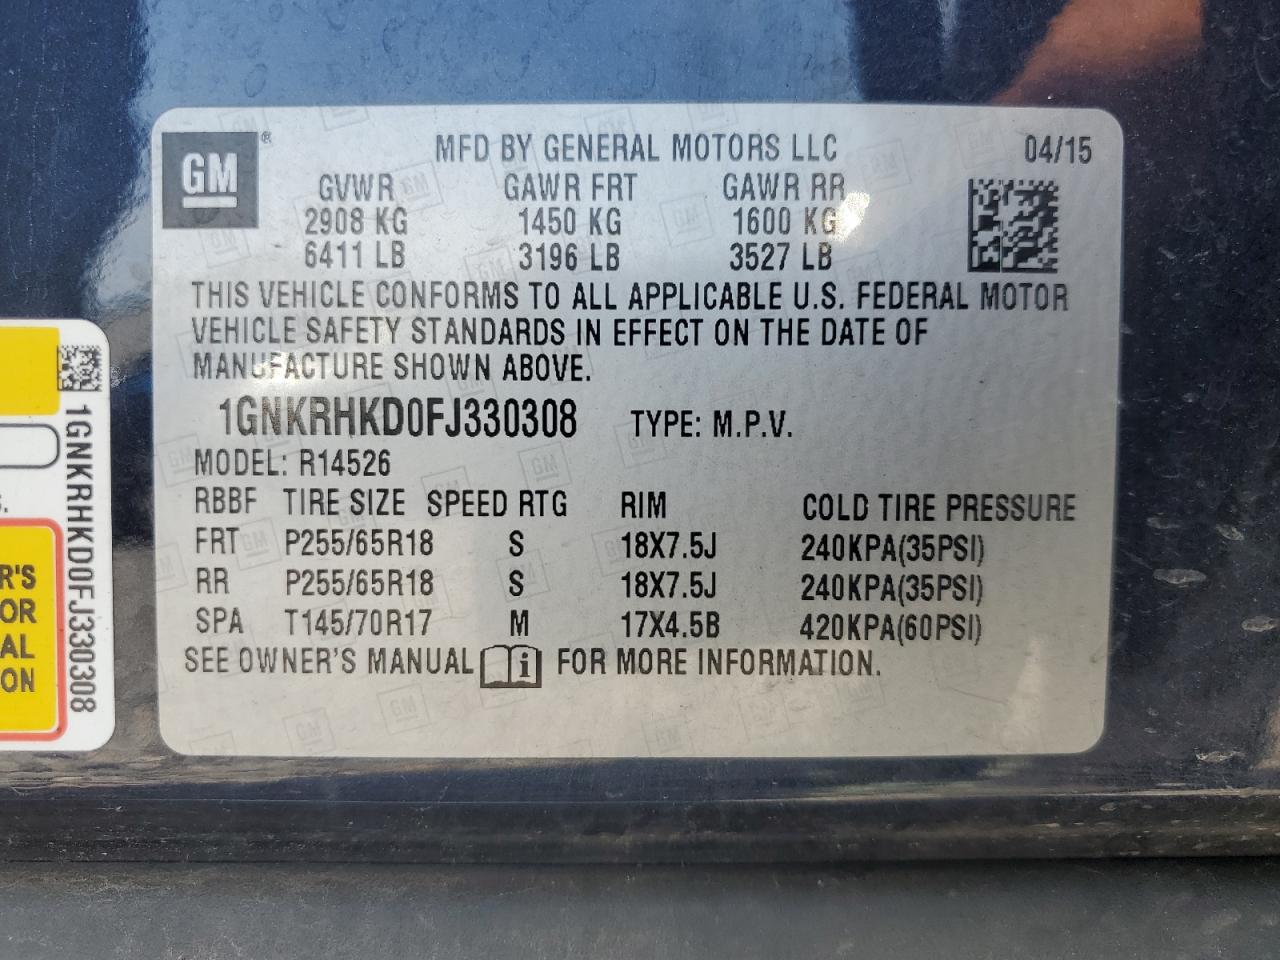 GM ®
MFD BY GENERAL MOTORS LLC 04/15
GVWR GAWR FRT GAWR RR
2908 KG 1450 KG 1600 KG
6411 LB 3196 LB 3527 LB
THIS VEHICLE CONFORMS TO ALL APPLICABLE U.S. FEDERAL MOTOR
VEHICLE SAFETY STANDARDS IN EFFECT ON THE DATE OF
MANUFACTURE SHOWN ABOVE.
1GNKRHKD0FJ330308 TYPE: M.P.V.
MODEL: R14526
RBBF TIRE SIZE SPEED RTG RIM COLD TIRE PRESSURE
FRT P255/65R18 S 18X7.5J 240KPA(35PSI)
RR P255/65R18 S 18X7.5J 240KPA(35PSI)
SPA T145/70R17 M 17X4.5B 420KPA(60PSI)
SEE OWNER'S MANUAL i FOR MORE INFORMATION.
1GNKRHKD0FJ330308
S.
R'S
OR
AL
ON